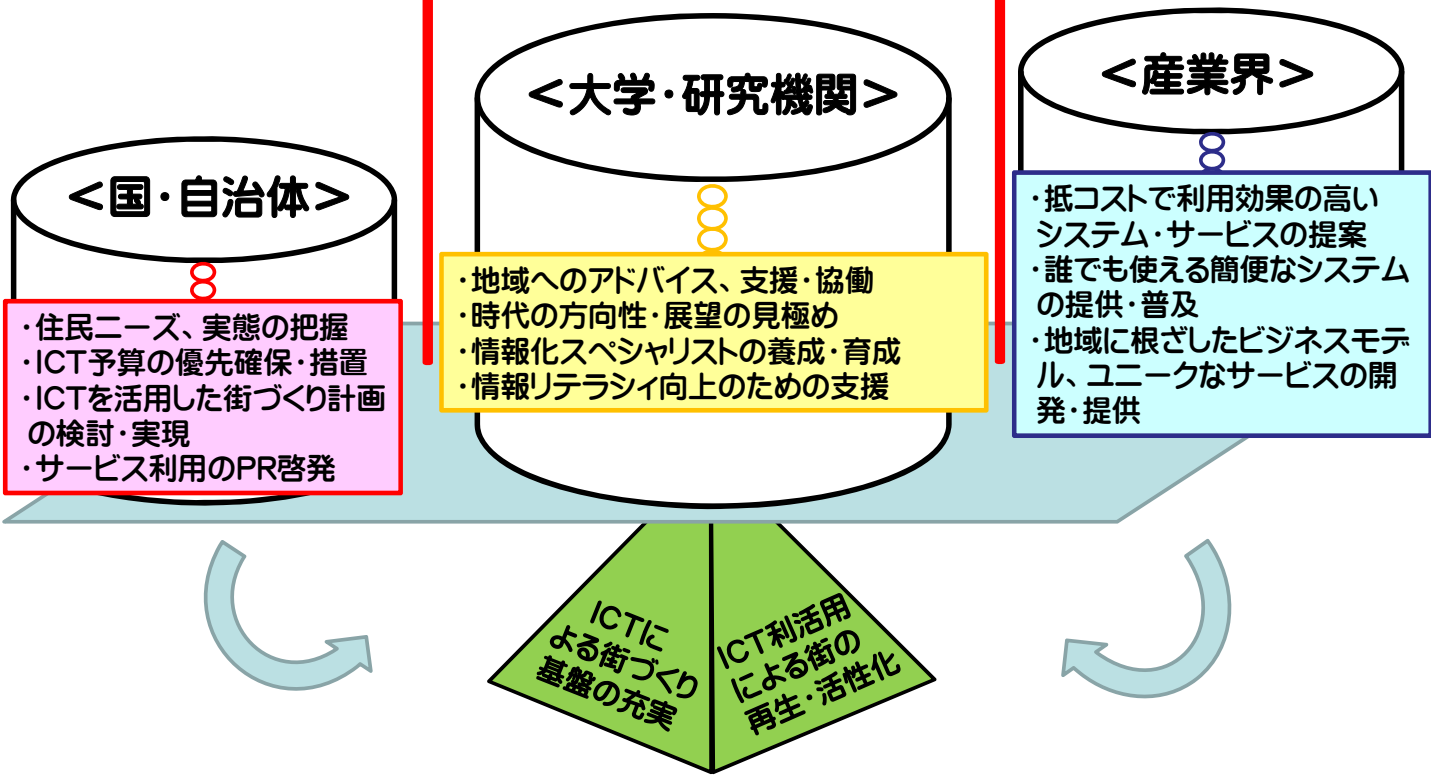 <国・自治体>
・住民ニーズ、実態の把握
・ICT予算の優先確保・措置
・ICTを活用した街づくり計画
の検討・実現
・サービス利用のPR啓発
<大学・研究機関>
・地域へのアドバイス、支援・協働
・時代の方向性・展望の見極め
・情報化スペシャリストの養成・育成
・情報リテラシィ向上のための支援
<産業界>
・抵コストで利用効果の高い
システム・サービスの提案
・誰でも使える簡便なシステム
の提供・普及
・地域に根ざしたビジネスモデ
ル、ユニークなサービスの開
発・提供
ICTに
よる街づくり
基盤の充実
ICT利活用
による街の
再生・活性化